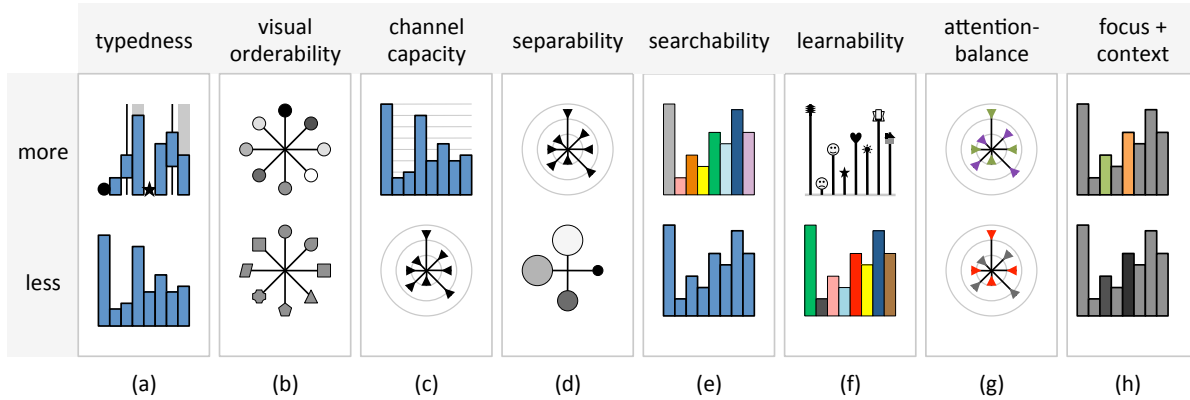 typedness
visual
orderability
channel
capacity
separability
searchability
learnability
attention-
balance
focus +
context
more
less
(a)
(b)
(c)
(d)
(e)
(f)
(g)
(h)